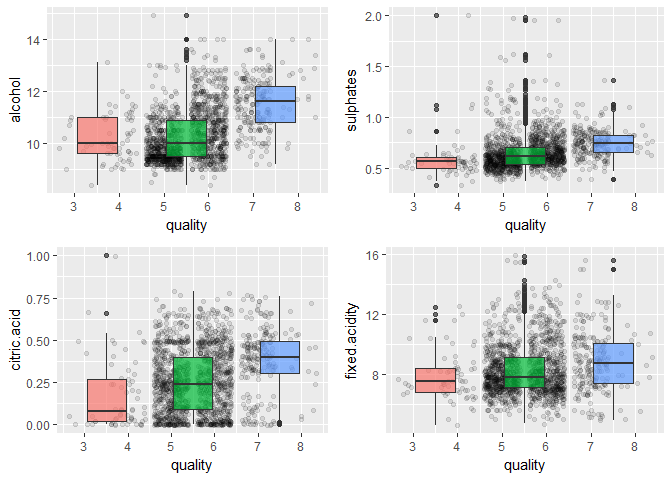 14
12
10
alcohol
3 4 5 6 7 8
quality
2.0
1.6
1.0
0.5
sulphates
3 4 5 6 7 8
quality
1.00
0.75
0.50
0.25
0.00
citric.acid
3 4 5 6 7 8
quality
16
12
8
fixed.acidity
3 4 5 6 7 8
quality